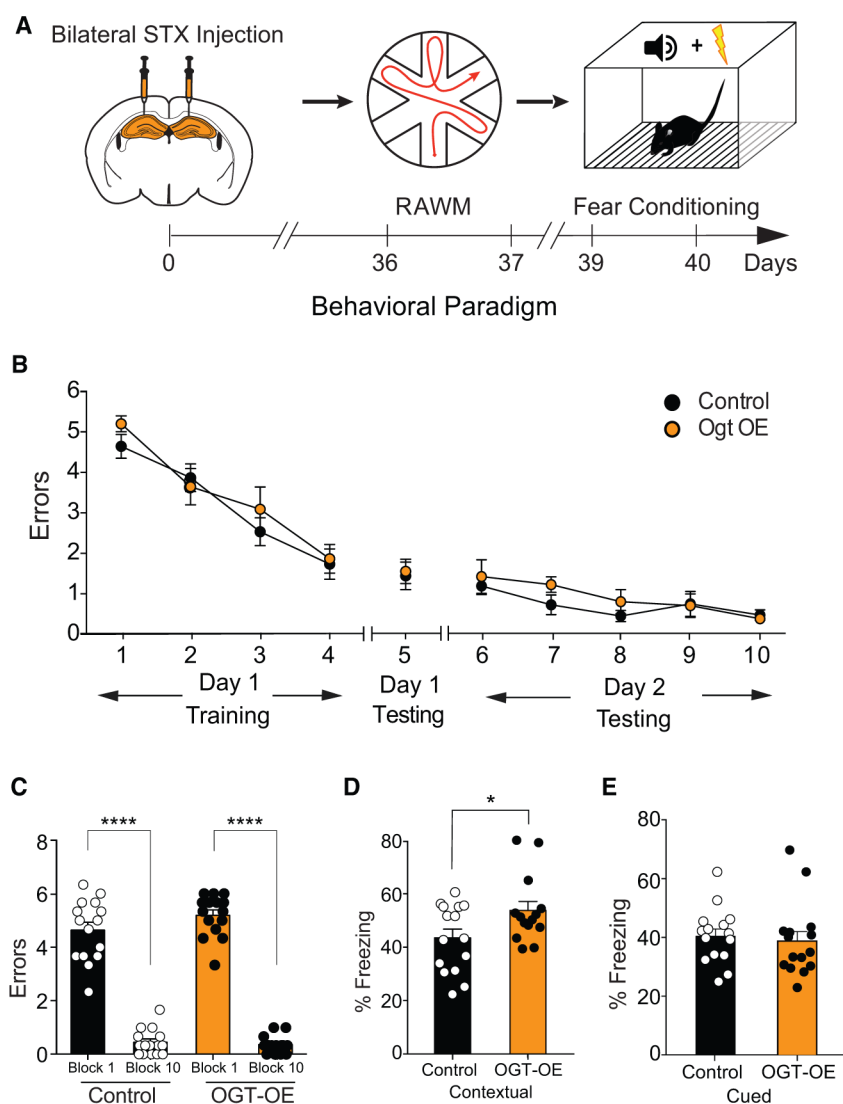 A
Bilateral STX Injection
+
RAWM
Fear Conditioning
0
36
37
39
40
Days
Behavioral Paradigm
B
6
5
4
3
2
1
0
Errors
Control
Ogt OE
1
2
3
4
5
6
7
8
9
10
Day 1
Training
Day 1
Testing
Day 2
Testing
C
****
****
8
6
4
2
0
Errors
Block 1
Block 10
Block 1
Block 10
Control
OGT-OE
D
*
80
60
40
20
0
% Freezing
Control
OGT-OE
Contextual
E
80
60
40
20
0
% Freezing
Control
OGT-OE
Cued